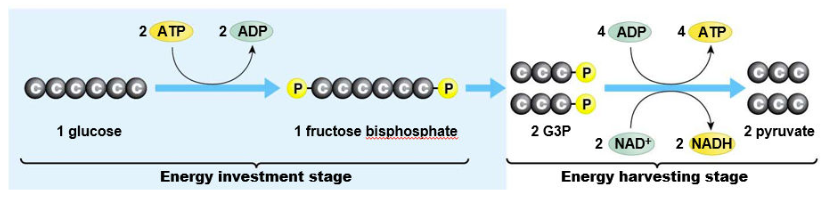 2 ATP 2 ADP
4 ADP 4 ATP
C C C C C C
P C C C C C C P
C C C P
C C C P
C C C
C C C
1 glucose
1 fructose bisphosphate
2 G3P
2 pyruvate
2 NAD+ 2 NADH
Energy investment stage
Energy harvesting stage